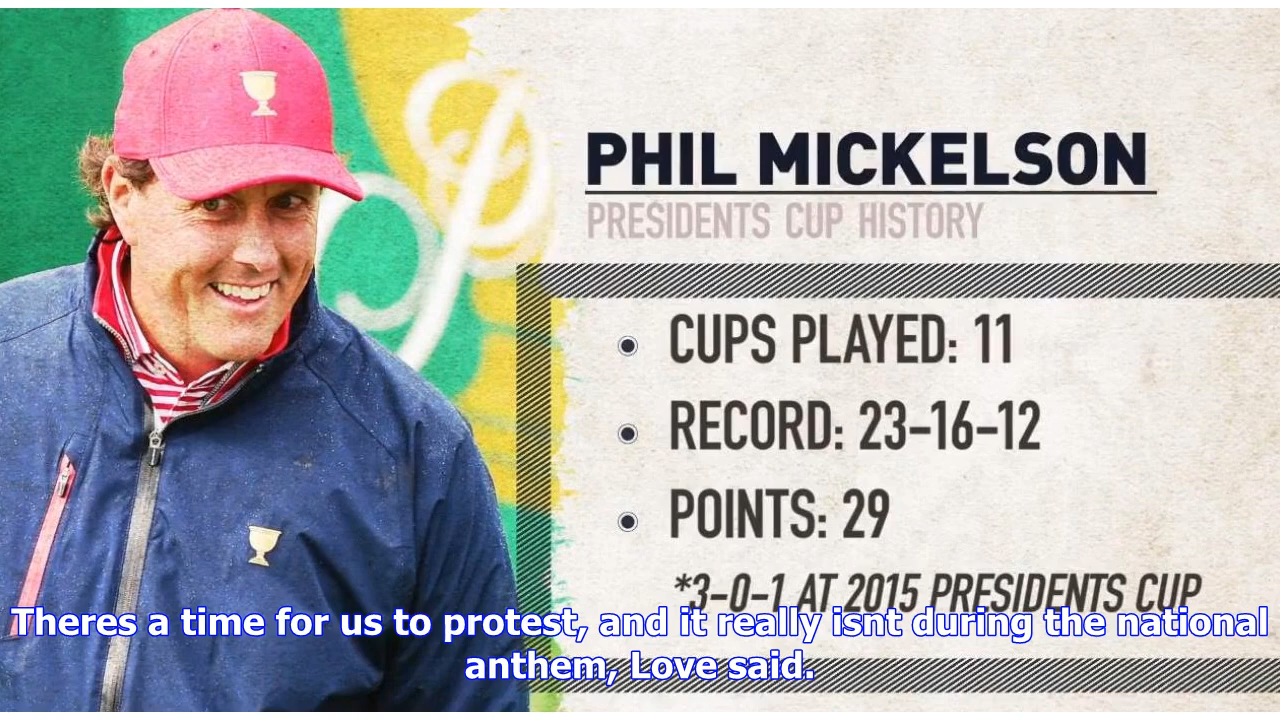 PHIL MICKELSON
PRESIDENTS CUP HISTORY
• CUPS PLAYED: 11
• RECORD: 23-16-12
• POINTS: 29
*3-0-1 AT 2015 PRESIDENTS CUP
Theres a time for us to protest, and it really isnt during the national
anthem, Love said.